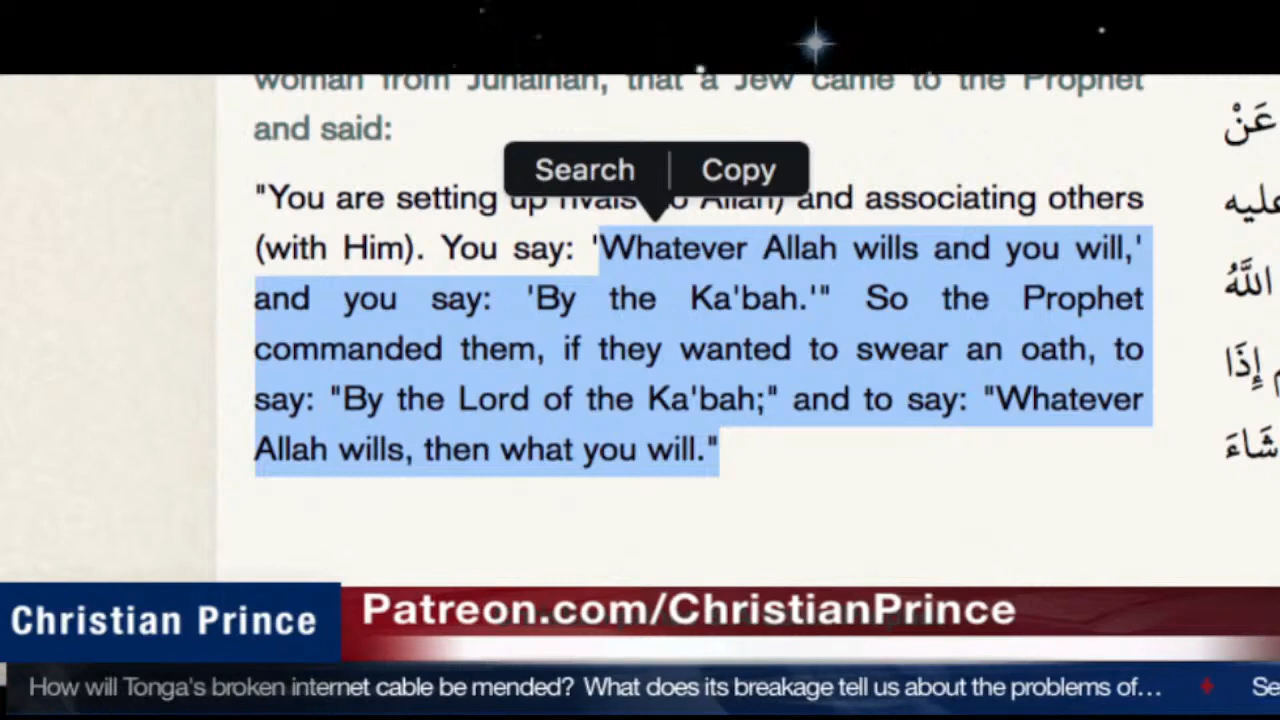 woman from Juhainah, that a Jew came to the Prophet
and said:
Search
Copy
"You are setting up rivals to Allah) and associating others
(with Him). You say: 'Whatever Allah wills and you will,'
and you say: 'By the Ka'bah.'" So the Prophet
commanded them, if they wanted to swear an oath, to
say: "By the Lord of the Ka'bah;" and to say: "Whatever
Allah wills, then what you will."
عَنْ
عليه
اللَّهُ
إِذَا
شَاءَ
Christian Prince
Patreon.com/ChristianPrince
How will Tonga's broken internet cable be mended? What does its breakage tell us about the problems of…
Se